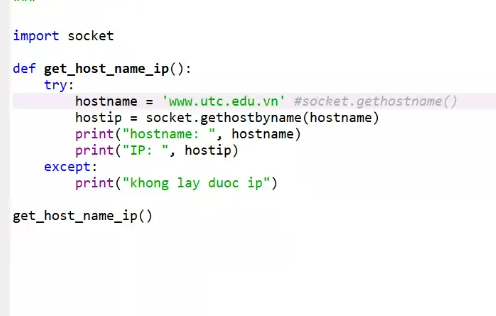 import socket
def get_host_name_ip():
    try:
        hostname = 'www.utc.edu.vn' #socket.gethostname()
        hostip = socket.gethostbyname(hostname)
        print("hostname: ", hostname)
        print("IP: ", hostip)
    except:
        print("khong lay duoc ip")
get_host_name_ip()